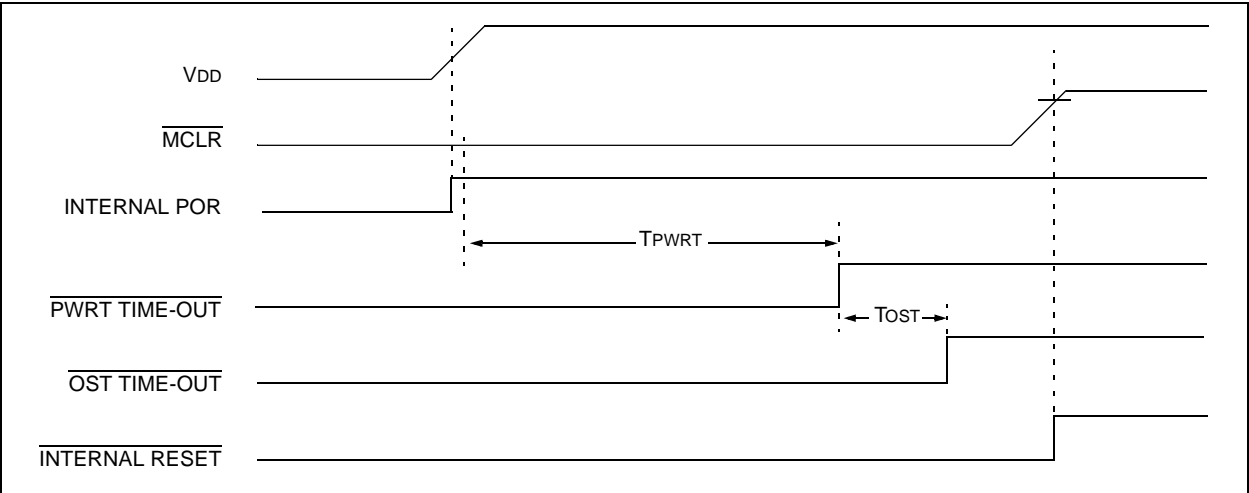 VDD
MCLR
INTERNAL POR
TPWRT
PWRT TIME-OUT
TOST
OST TIME-OUT
INTERNAL RESET